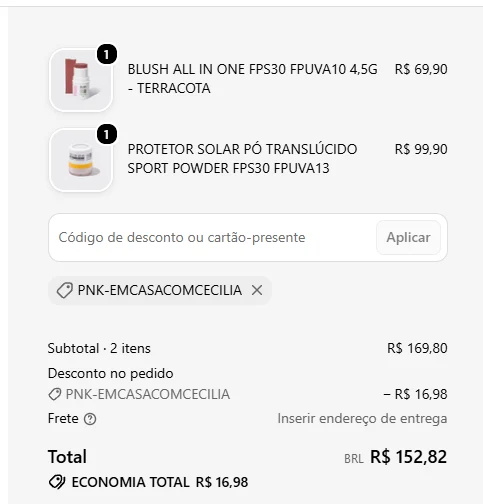 1
BLUSH ALL IN ONE FPS30 FPUVA10 4,5G R$ 69,90
- TERRACOTA
1
PROTETOR SOLAR PÓ TRANSLÚCIDO R$ 99,90
SPORT POWDER FPS30 FPUVA13
Código de desconto ou cartão-presente Aplicar
PNK-EMCASACOMCECILIA
Subtotal · 2 itens R$ 169,80
Desconto no pedido
PNK-EMCASACOMCECILIA – R$ 16,98
Frete Inserir endereço de entrega
Total BRL R$ 152,82
ECONOMIA TOTAL R$ 16,98